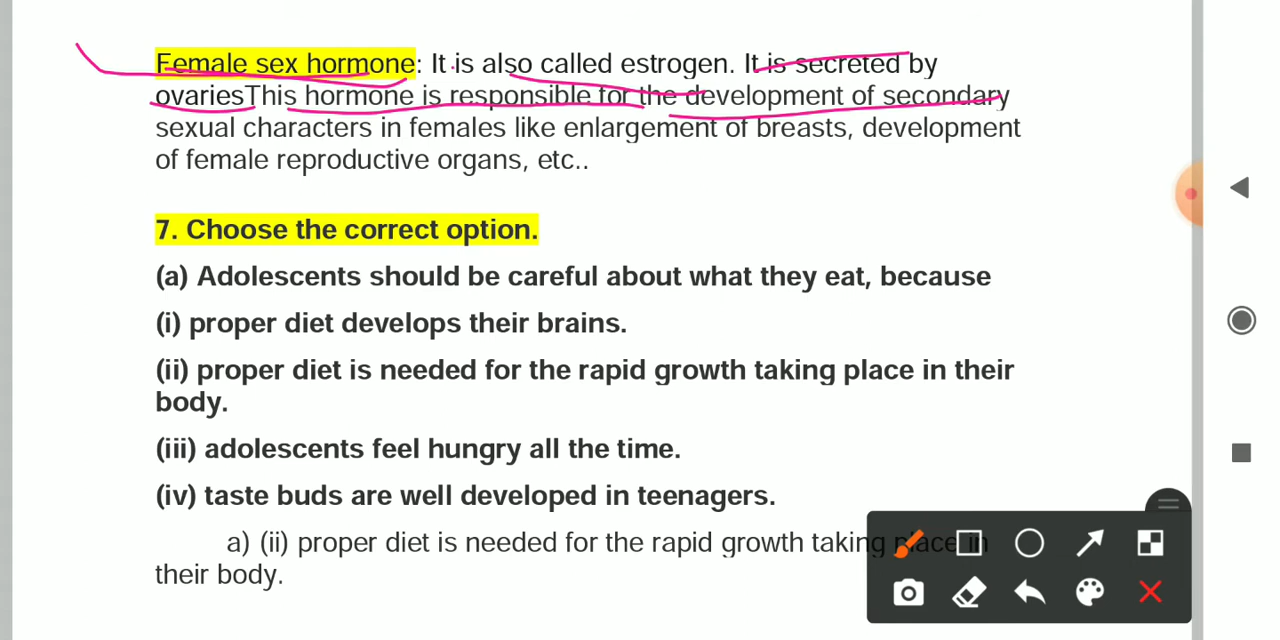 Female sex hormone: It is also called estrogen. It is secreted by
ovariesThis hormone is responsible for the development of secondary
sexual characters in females like enlargement of breasts, development
of female reproductive organs, etc..
7. Choose the correct option.
(a) Adolescents should be careful about what they eat, because
(i) proper diet develops their brains.
(ii) proper diet is needed for the rapid growth taking place in their
body.
(iii) adolescents feel hungry all the time.
(iv) taste buds are well developed in teenagers.
a) (ii) proper diet is needed for the rapid growth taking place in
their body.